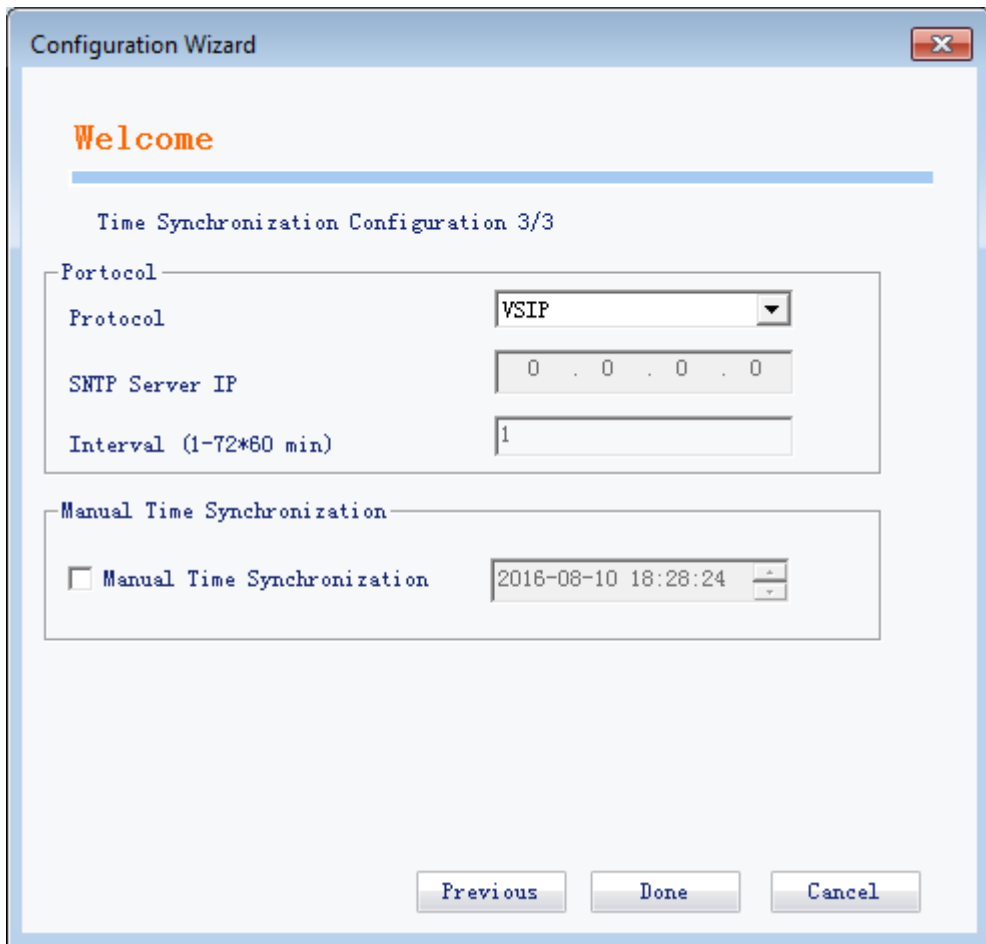 Configuration Wizard
Welcome
Time Synchronization Configuration 3/3
Portocol
Protocol VSIP
SNTP Server IP 0 . 0 . 0 . 0
Interval (1-72*60 min) 1
Manual Time Synchronization
Manual Time Synchronization 2016-08-10 18:28:24
Previous Done Cancel